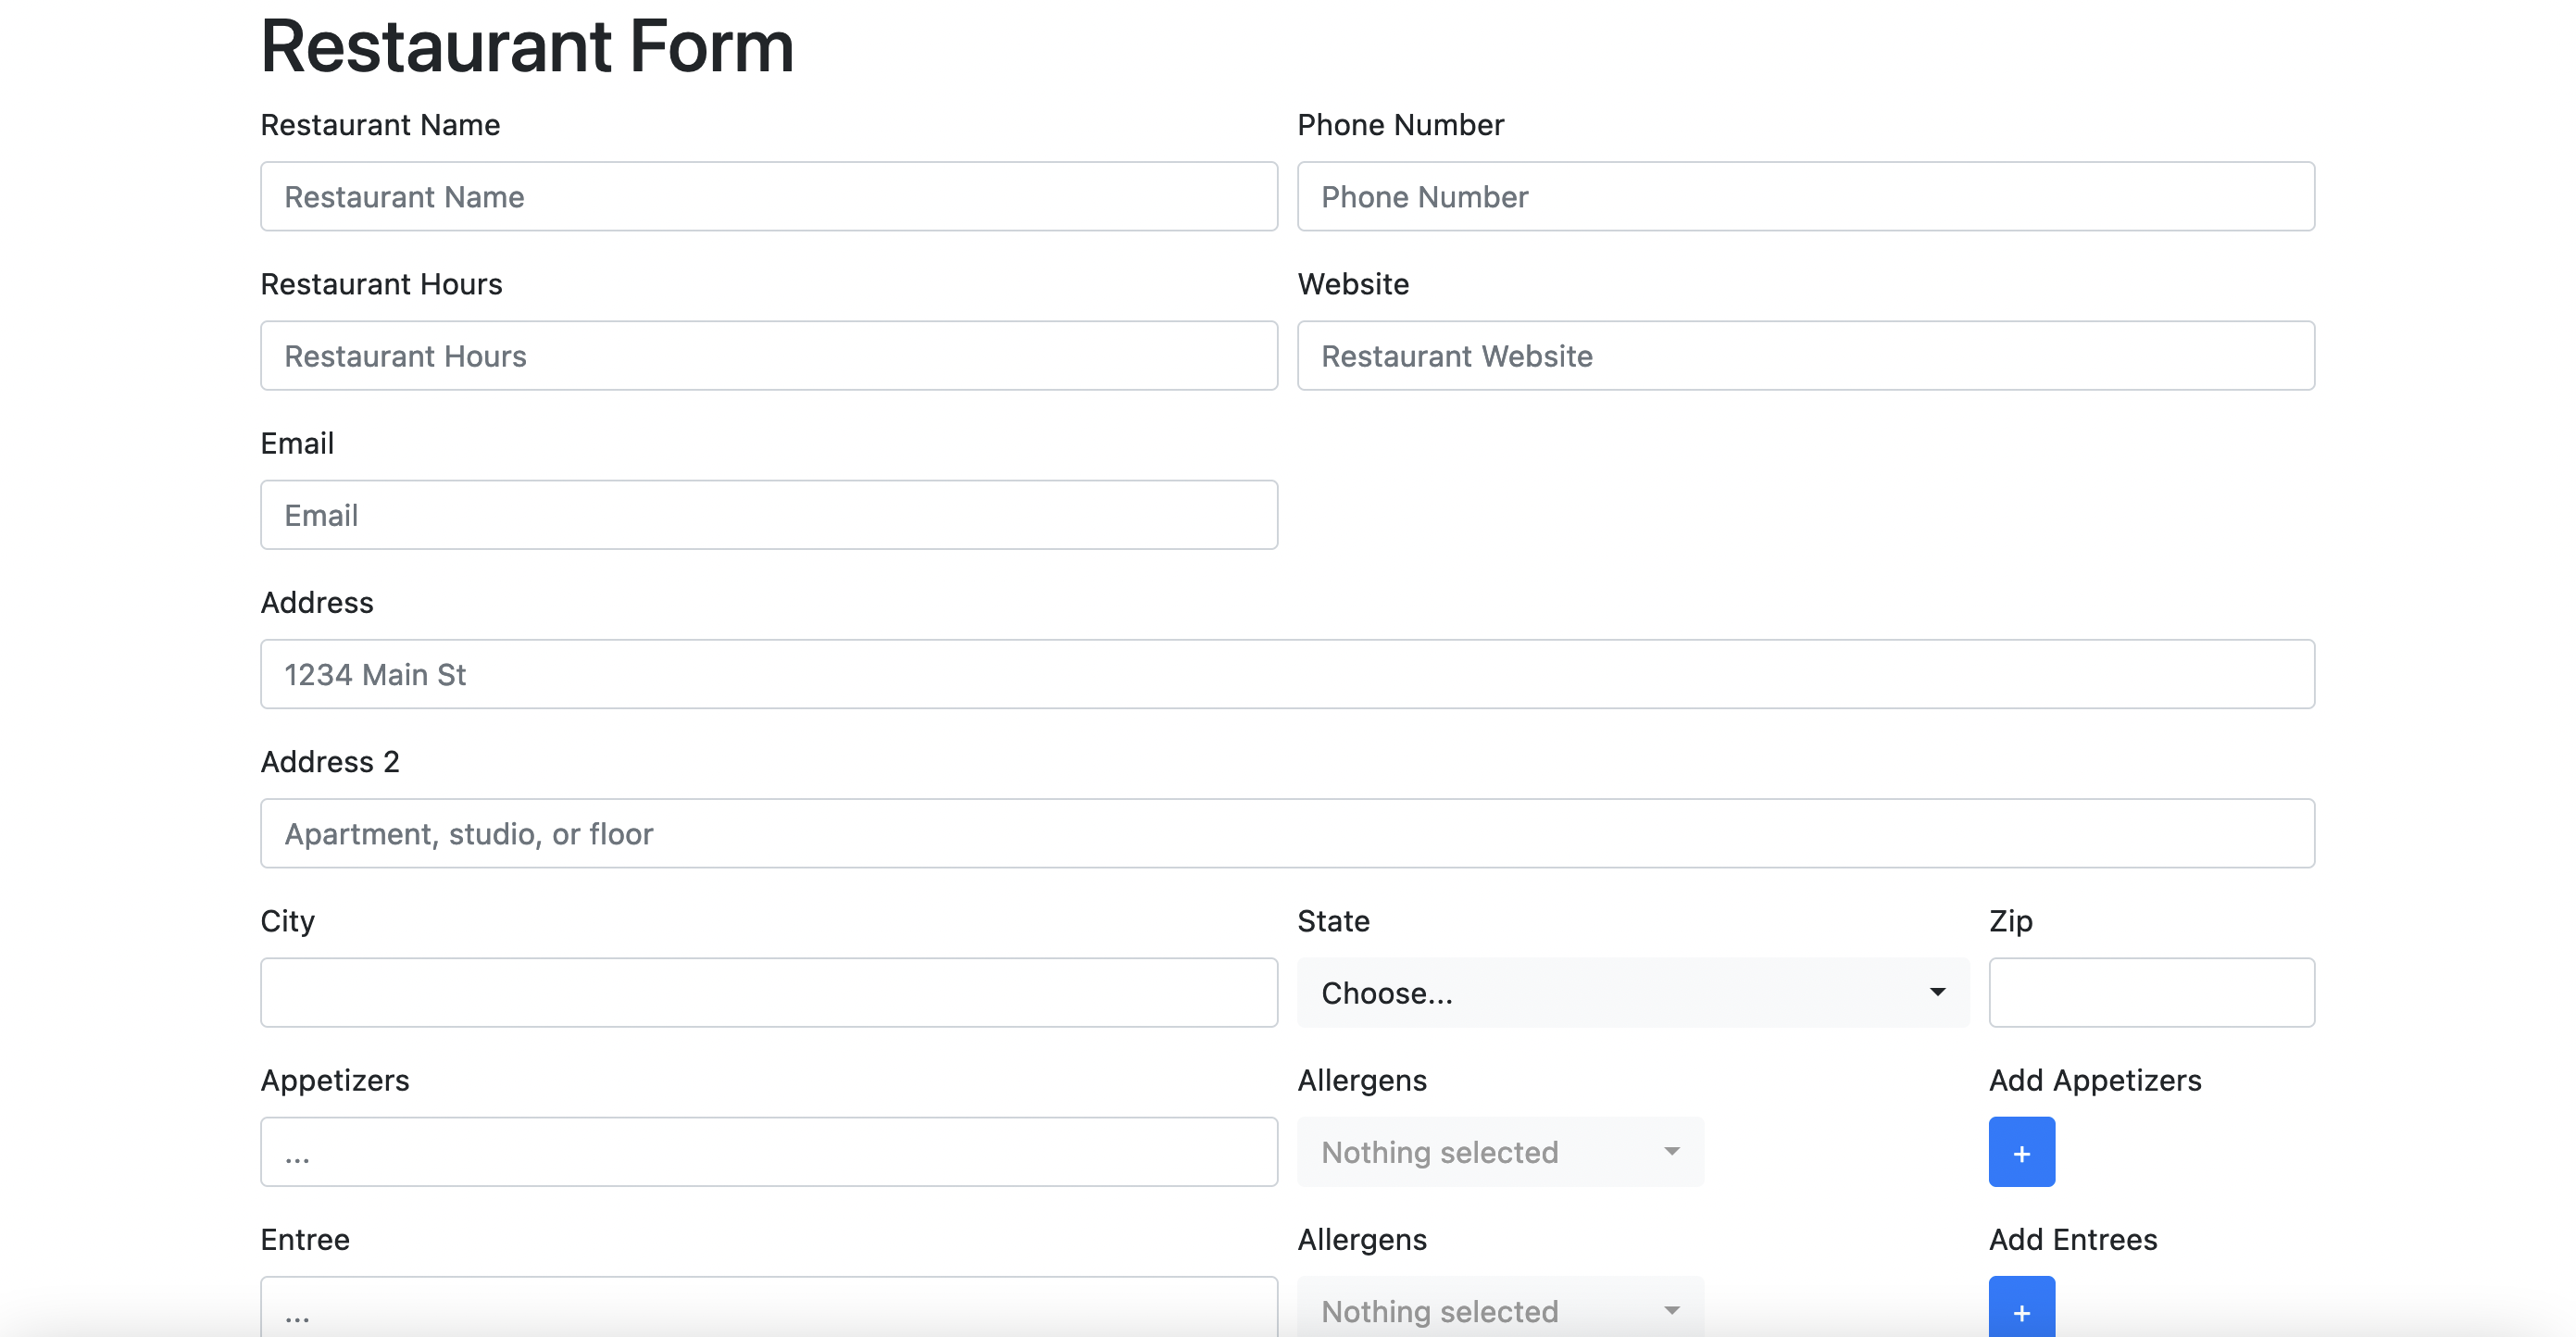 Restaurant Form
Restaurant Name
Phone Number
Restaurant Name
Phone Number
Restaurant Hours
Website
Restaurant Hours
Restaurant Website
Email
Email
Address
1234 Main St
Address 2
Apartment, studio, or floor
City
State
Zip
Choose...
Appetizers
Allergens
Add Appetizers
...
Nothing selected
+
Entree
Allergens
Add Entrees
...
Nothing selected
+